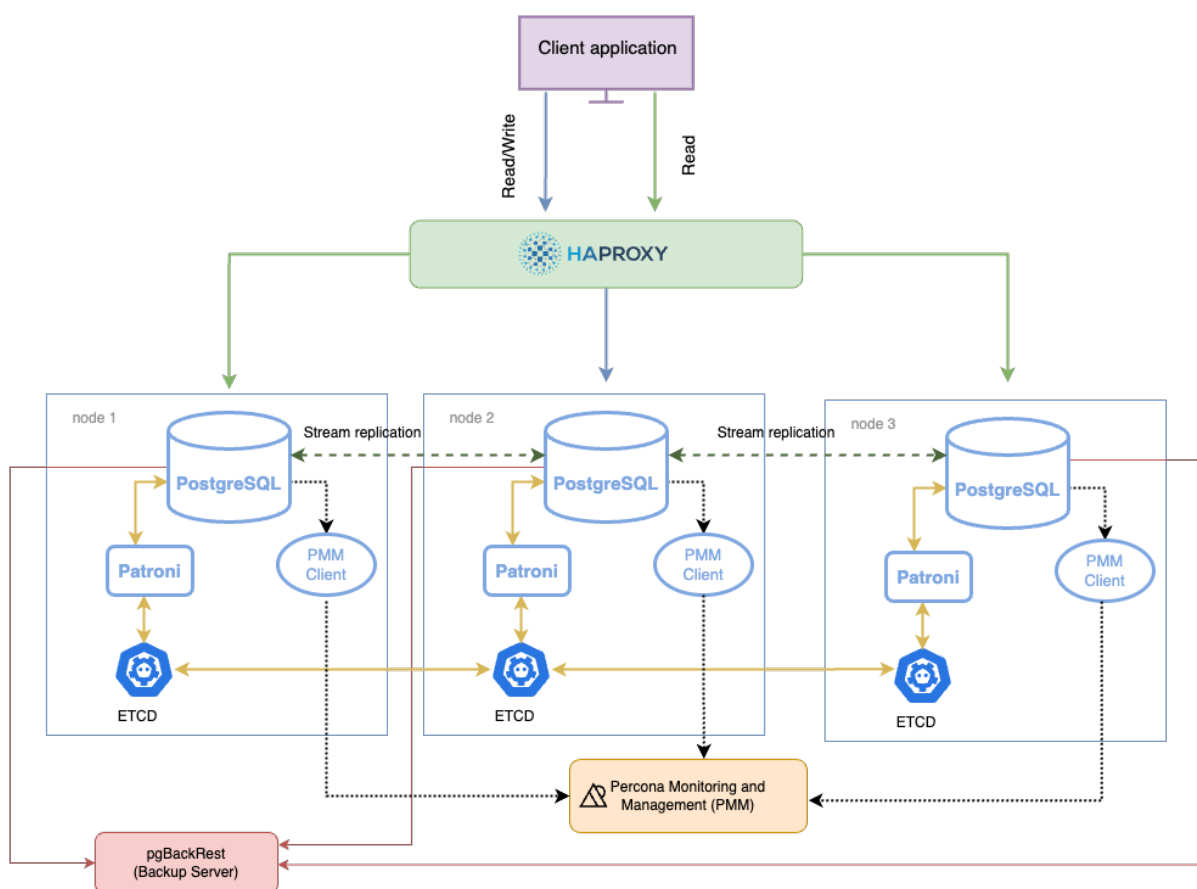 Client application
Read/Write
Read
HAPROXY
node 1
node 2
node 3
Stream replication
Stream replication
PostgreSQL
PostgreSQL
PostgreSQL
Patroni
PMM
Client
Patroni
PMM
Client
Patroni
PMM
Client
ETCD
ETCD
ETCD
Percona Monitoring and
Management (PMM)
pgBackRest
(Backup Server)